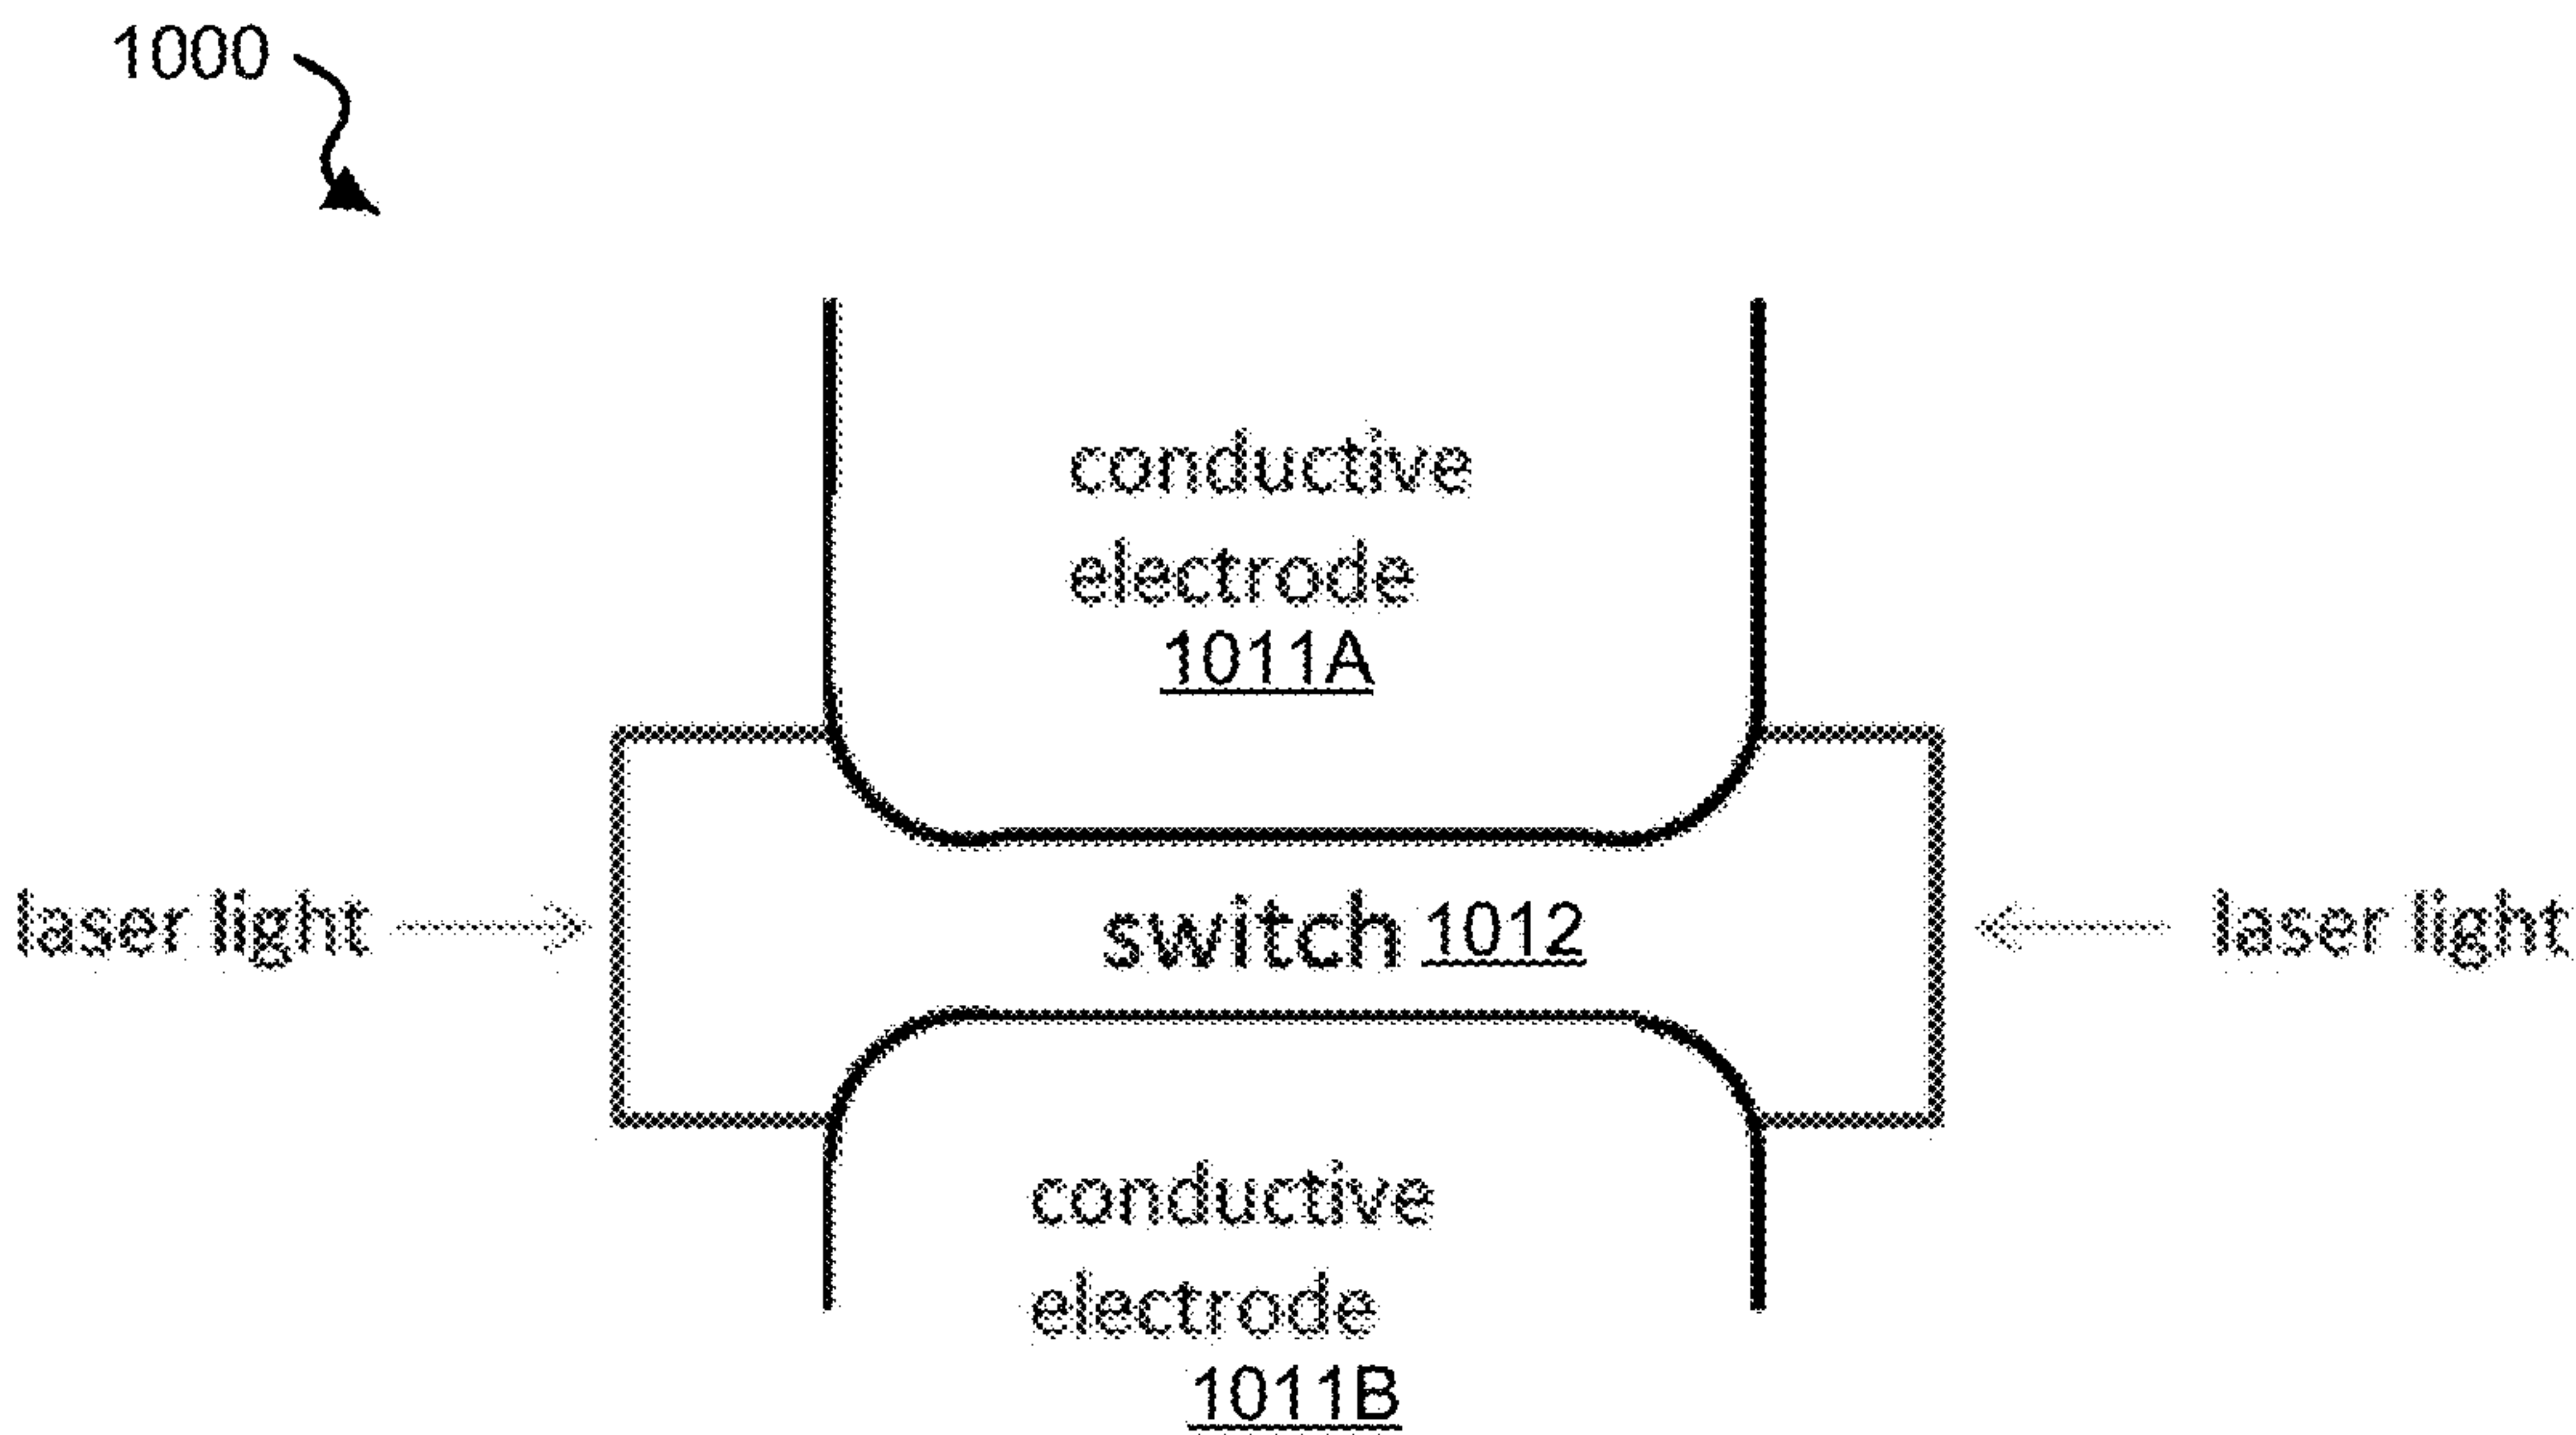 1000
conductive
electrode
1011A
laser light
switch 1012
laser light
conductive
electrode
1011B